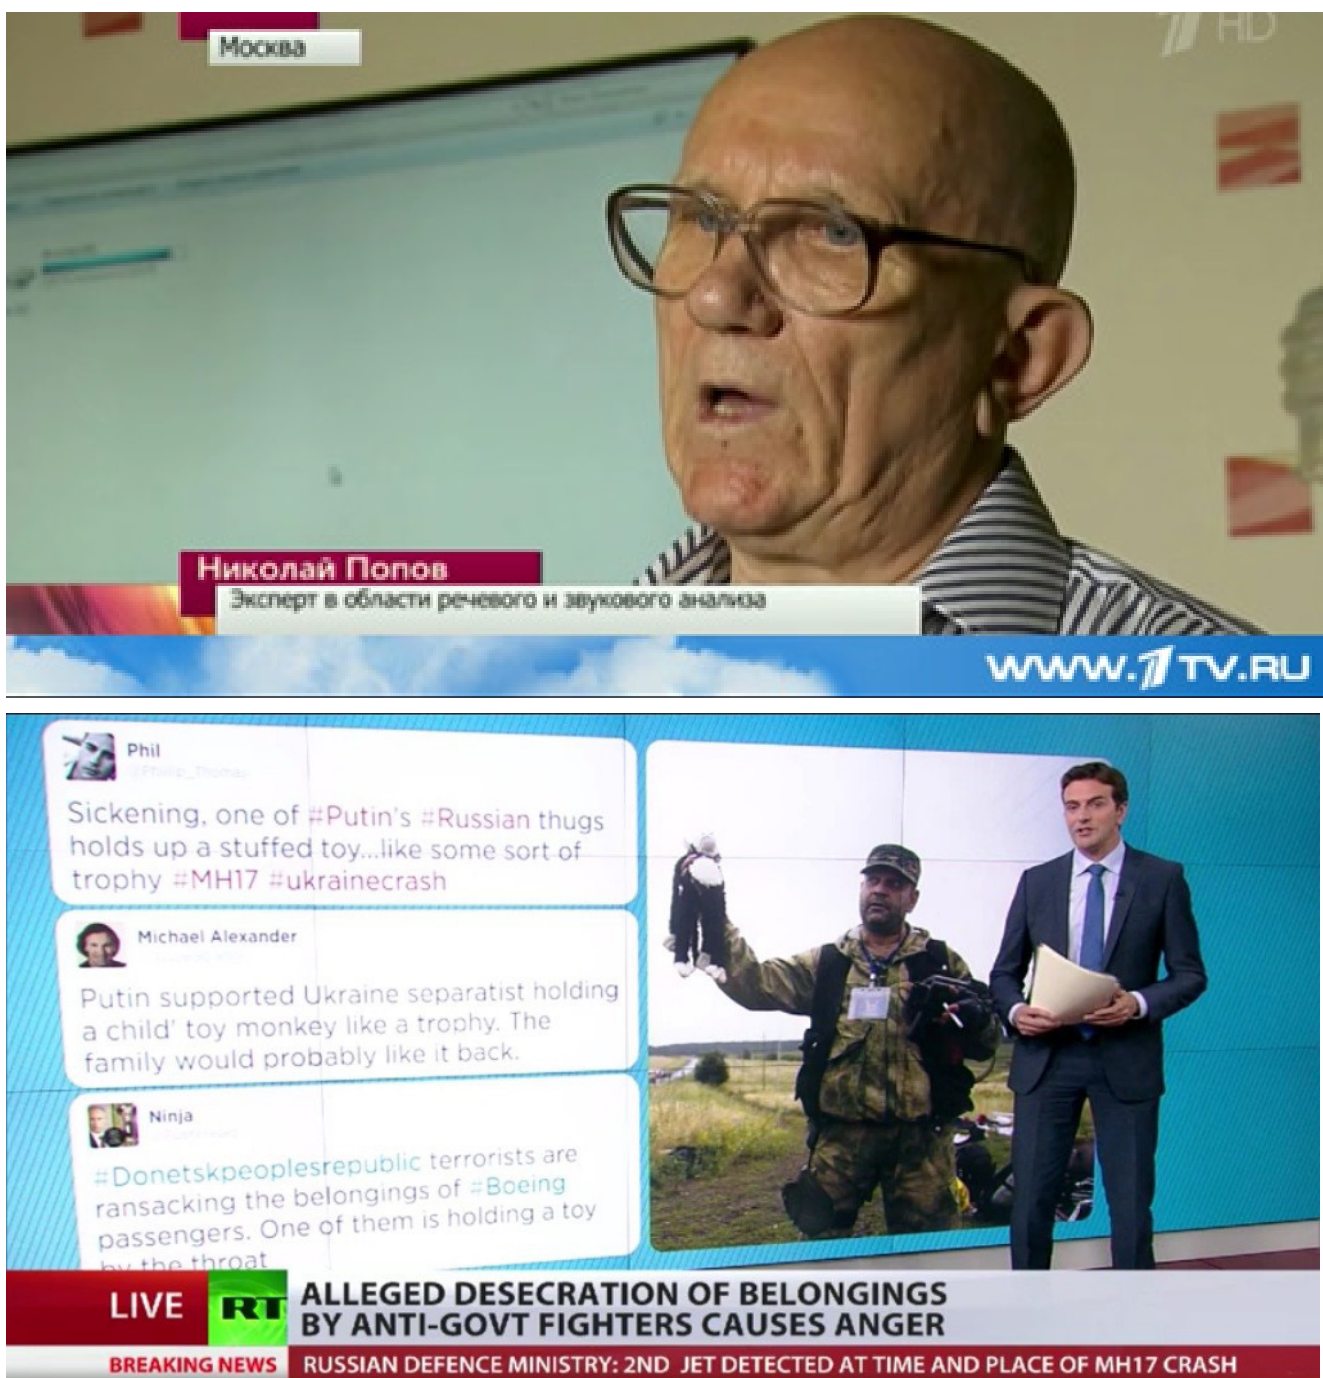 Москва
HD
Николай Попов
Эксперт в области речевого и звукового анализа
WWW.1TV.RU
Phil
Sickening, one of #Putin's #Russian thugs
holds up a stuffed toy...like some sort of
trophy #MH17 #ukrainecrash
Michael Alexander
Putin supported Ukraine separatist holding
a child' toy monkey like a trophy. The
family would probably like it back.
Ninja
#Donetskpeoplesrepublic terrorists are
ransacking the belongings of #Boeing
passengers. One of them is holding a toy
by the throat
LIVE RT
ALLEGED DESECRATION OF BELONGINGS
BY ANTI-GOVT FIGHTERS CAUSES ANGER
BREAKING NEWS RUSSIAN DEFENCE MINISTRY: 2ND JET DETECTED AT TIME AND PLACE OF MH17 CRASH